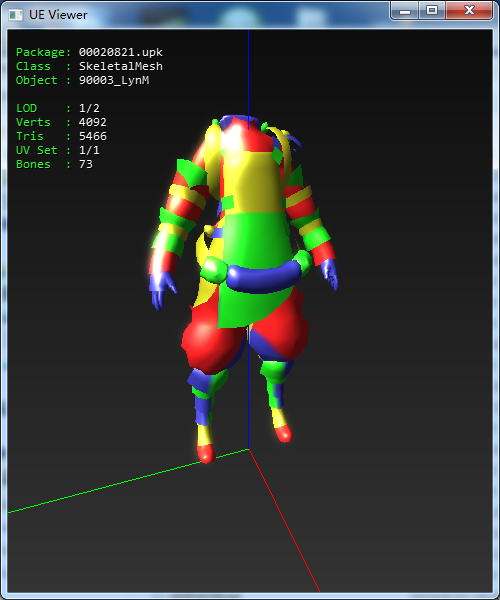 UE Viewer
Package: 00020821.upk
Class : SkeletalMesh
Object : 90003_LynM
LOD : 1/2
Verts : 4092
Tris : 5466
UV Set : 1/1
Bones : 73